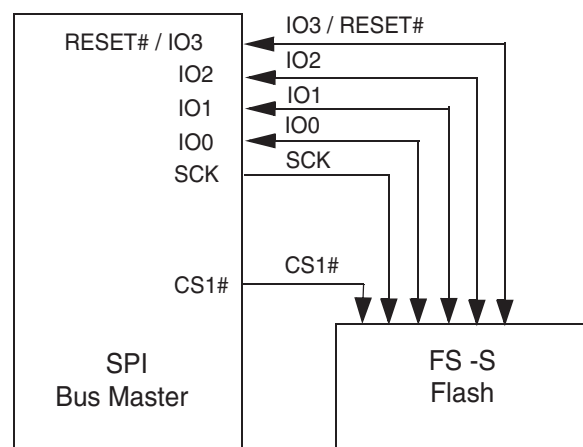 RESET# / IO3
IO3 / RESET#
IO2
IO2
IO1
IO1
IO0
IO0
SCK
SCK
CS1#
CS1#
SPI
Bus Master
FS -S
Flash